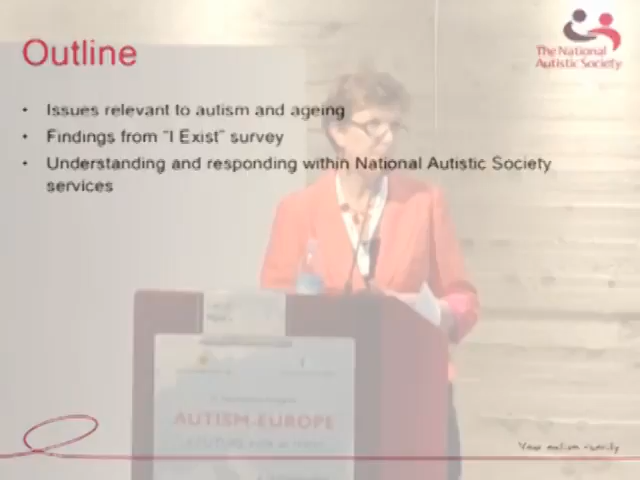 Outline
The National
Autistic Society
• Issues relevant to autism and ageing
• Findings from "I Exist" survey
• Understanding and responding within National Autistic Society
services
AUTISM-EUROPE